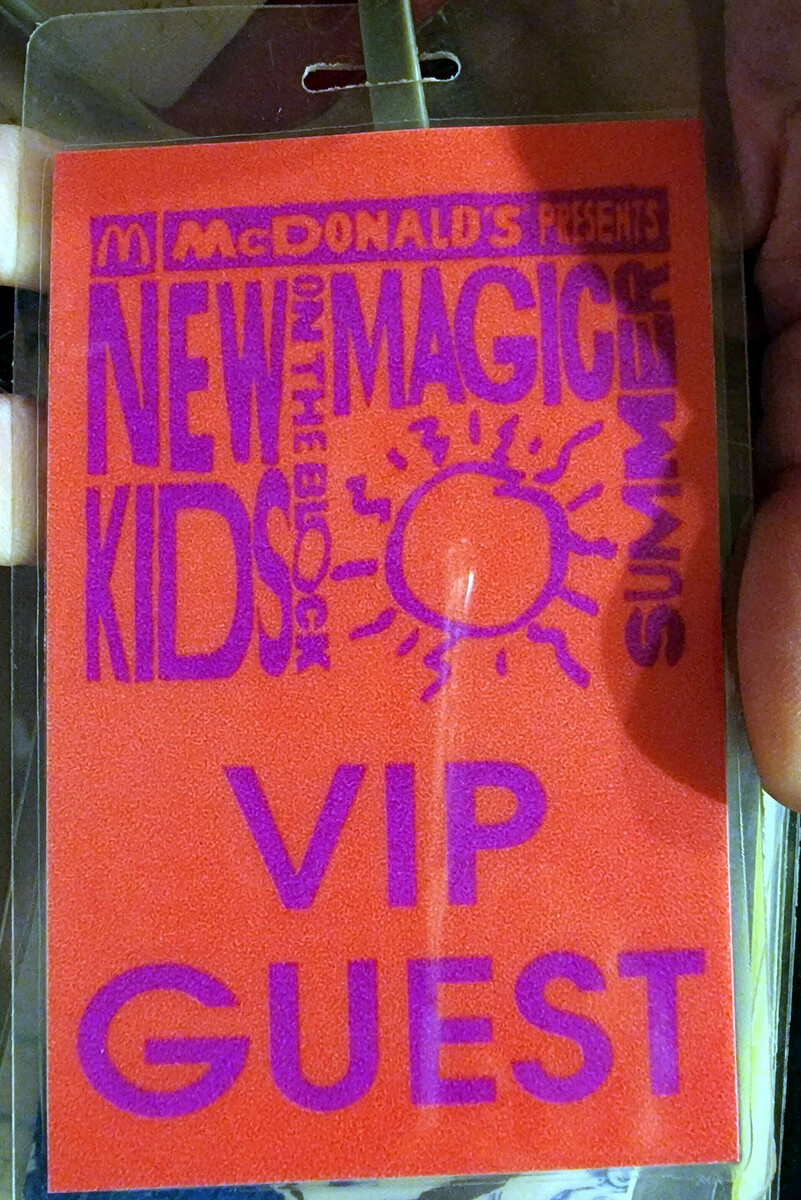 McDONALD'S PRESENTS
NEW KIDS
ON THE BLOCK
MAGIC
SUMMER
VIP
GUEST